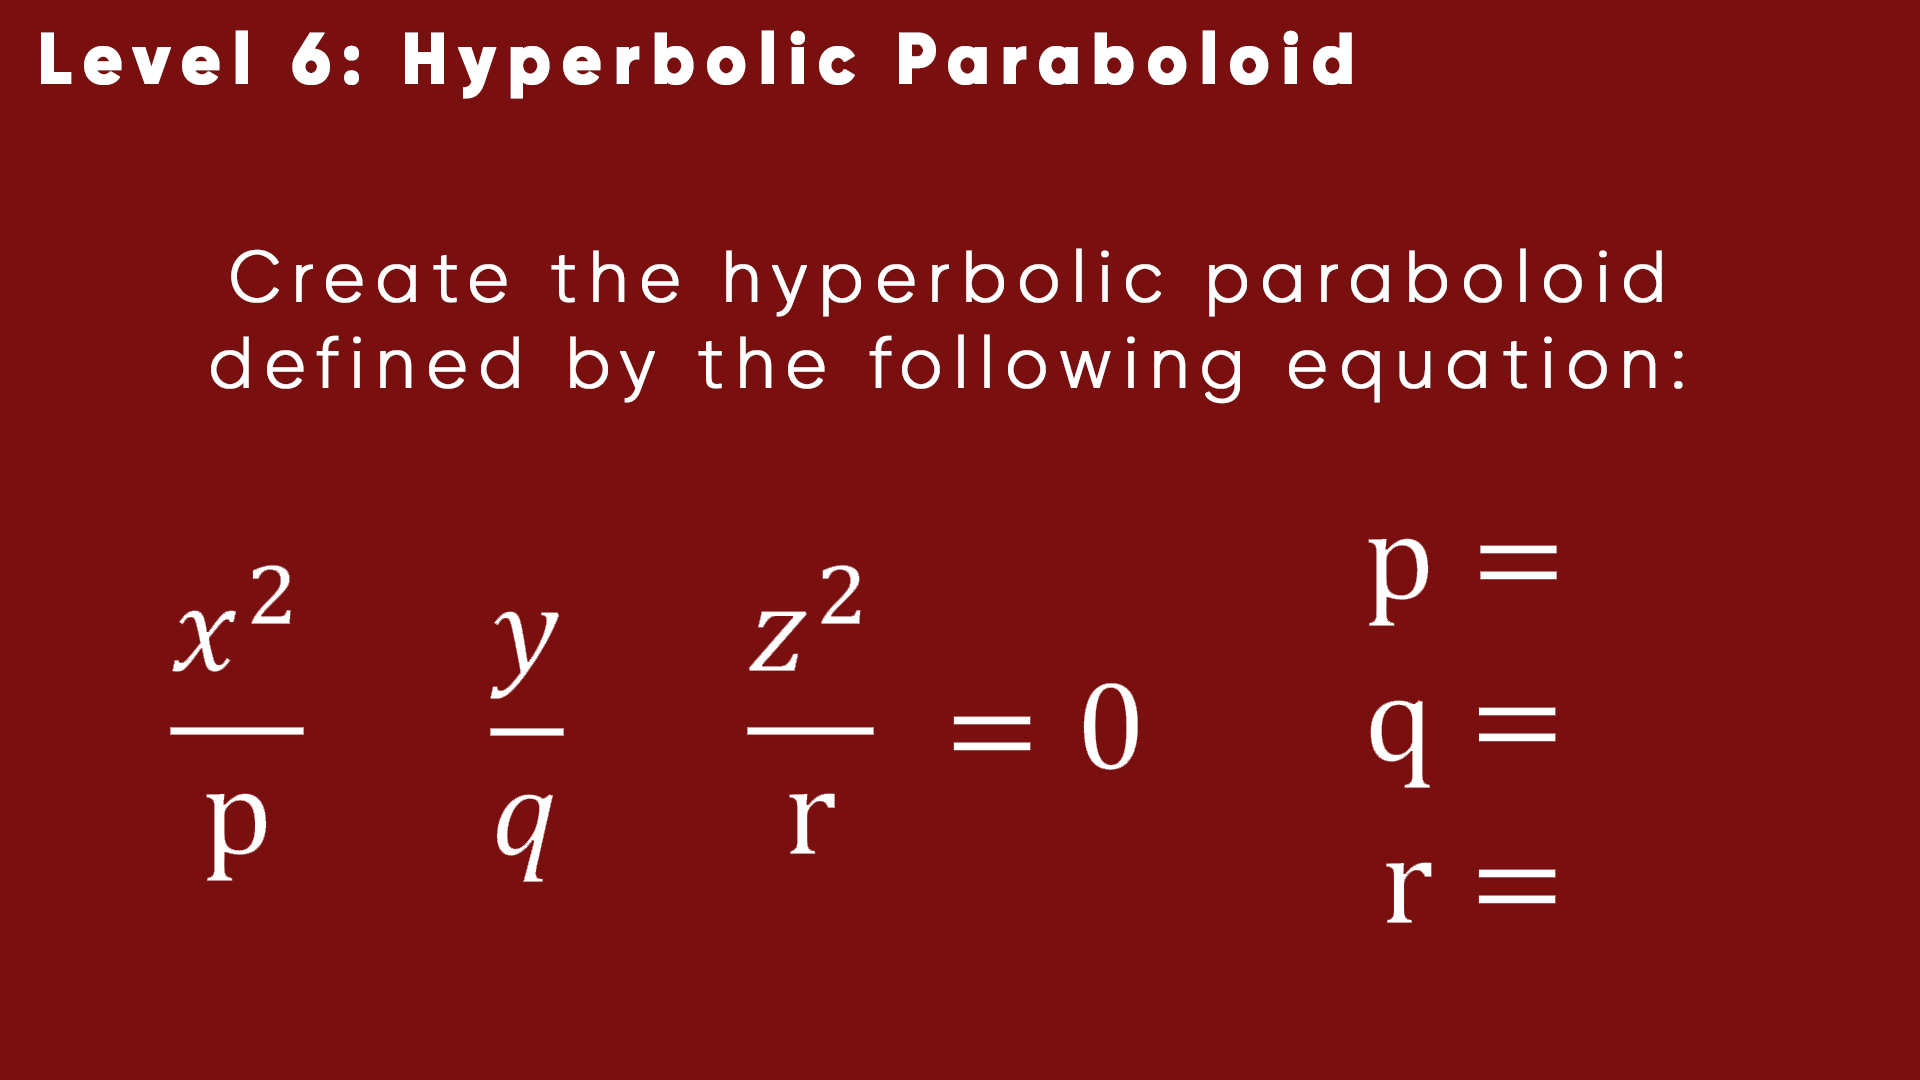 Level 6: Hyperbolic Paraboloid
Create the hyperbolic paraboloid
defined by the following equation:
x²/p y/q z²/r = 0
p =
q =
r =